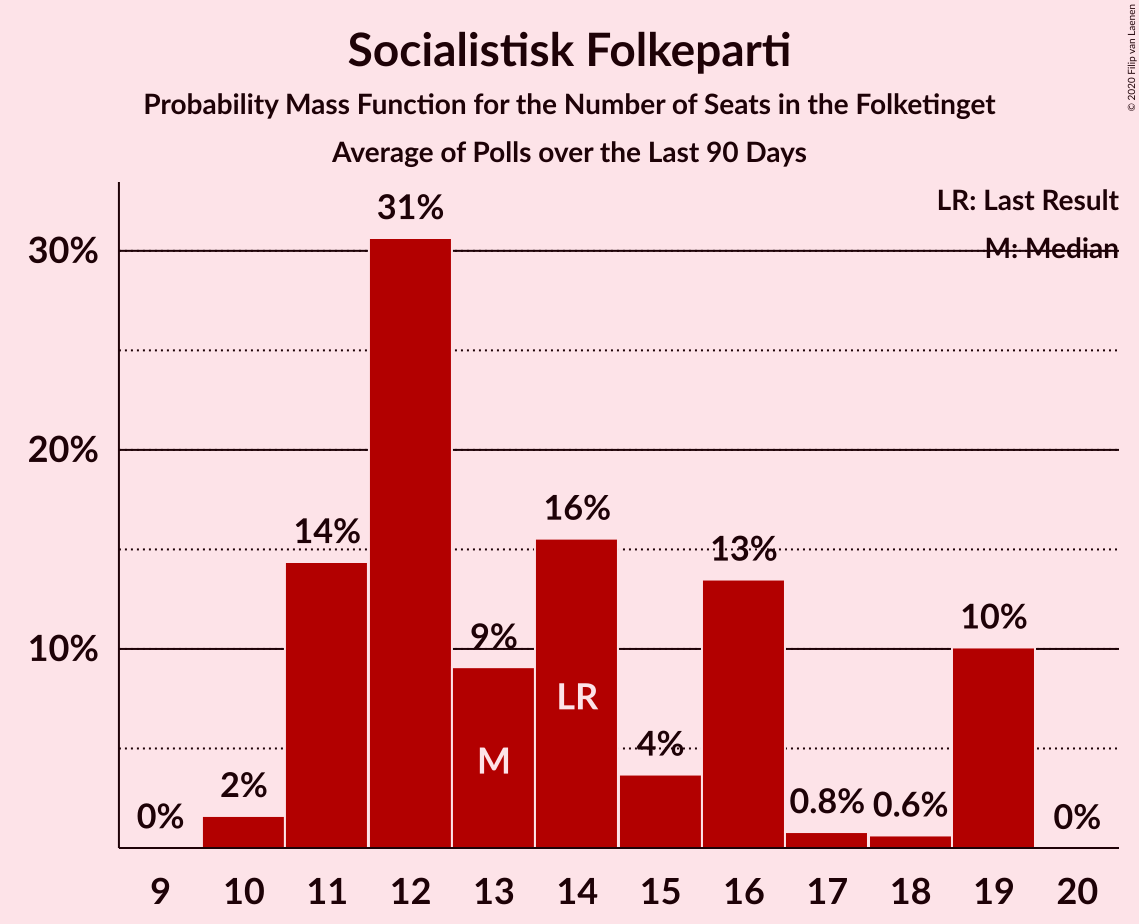 Socialistisk Folkeparti
Probability Mass Function for the Number of Seats in the Folketinget
Average of Polls over the Last 90 Days
© 2020 Filip van Laenen
LR: Last Result
M: Median
30%
20%
10%
0%
2%
14%
31%
9%
16%
4%
13%
0.8%
0.6%
10%
0%
M
LR
9 10 11 12 13 14 15 16 17 18 19 20